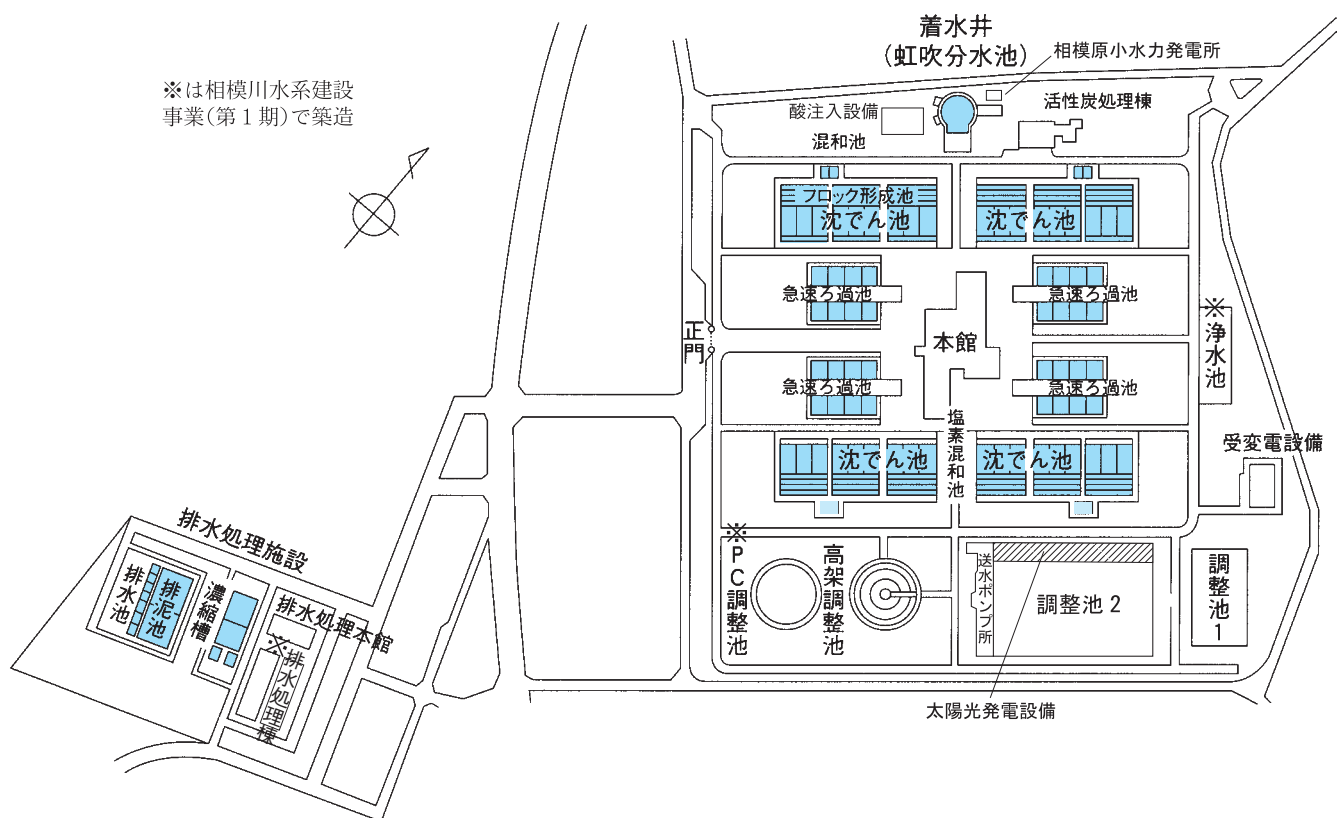 ※は相模川水系建設
事業(第1期)で築造
着水井
(虹吹分水池)
相模原小水力発電所
酸注入設備
活性炭処理棟
混和池
フロック形成池
沈でん池
沈でん池
急速ろ過池
急速ろ過池
正門
本館
※浄水池
急速ろ過池
急速ろ過池
塩素混和池
受変電設備
沈でん池
沈でん池
排水処理施設
排水池
排泥池
濃縮槽
排水処理本館
※排水処理棟
※PC調整池
高架調整池
送水ポンプ所
調整池2
調整池1
太陽光発電設備